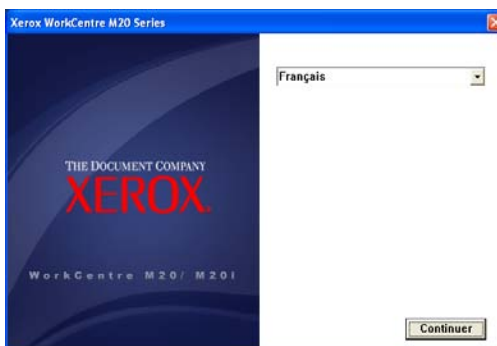 Xerox WorkCentre M20 Series
Français
THE DOCUMENT COMPANY
XEROX.
WorkCentre M20/ M20I
Continuer